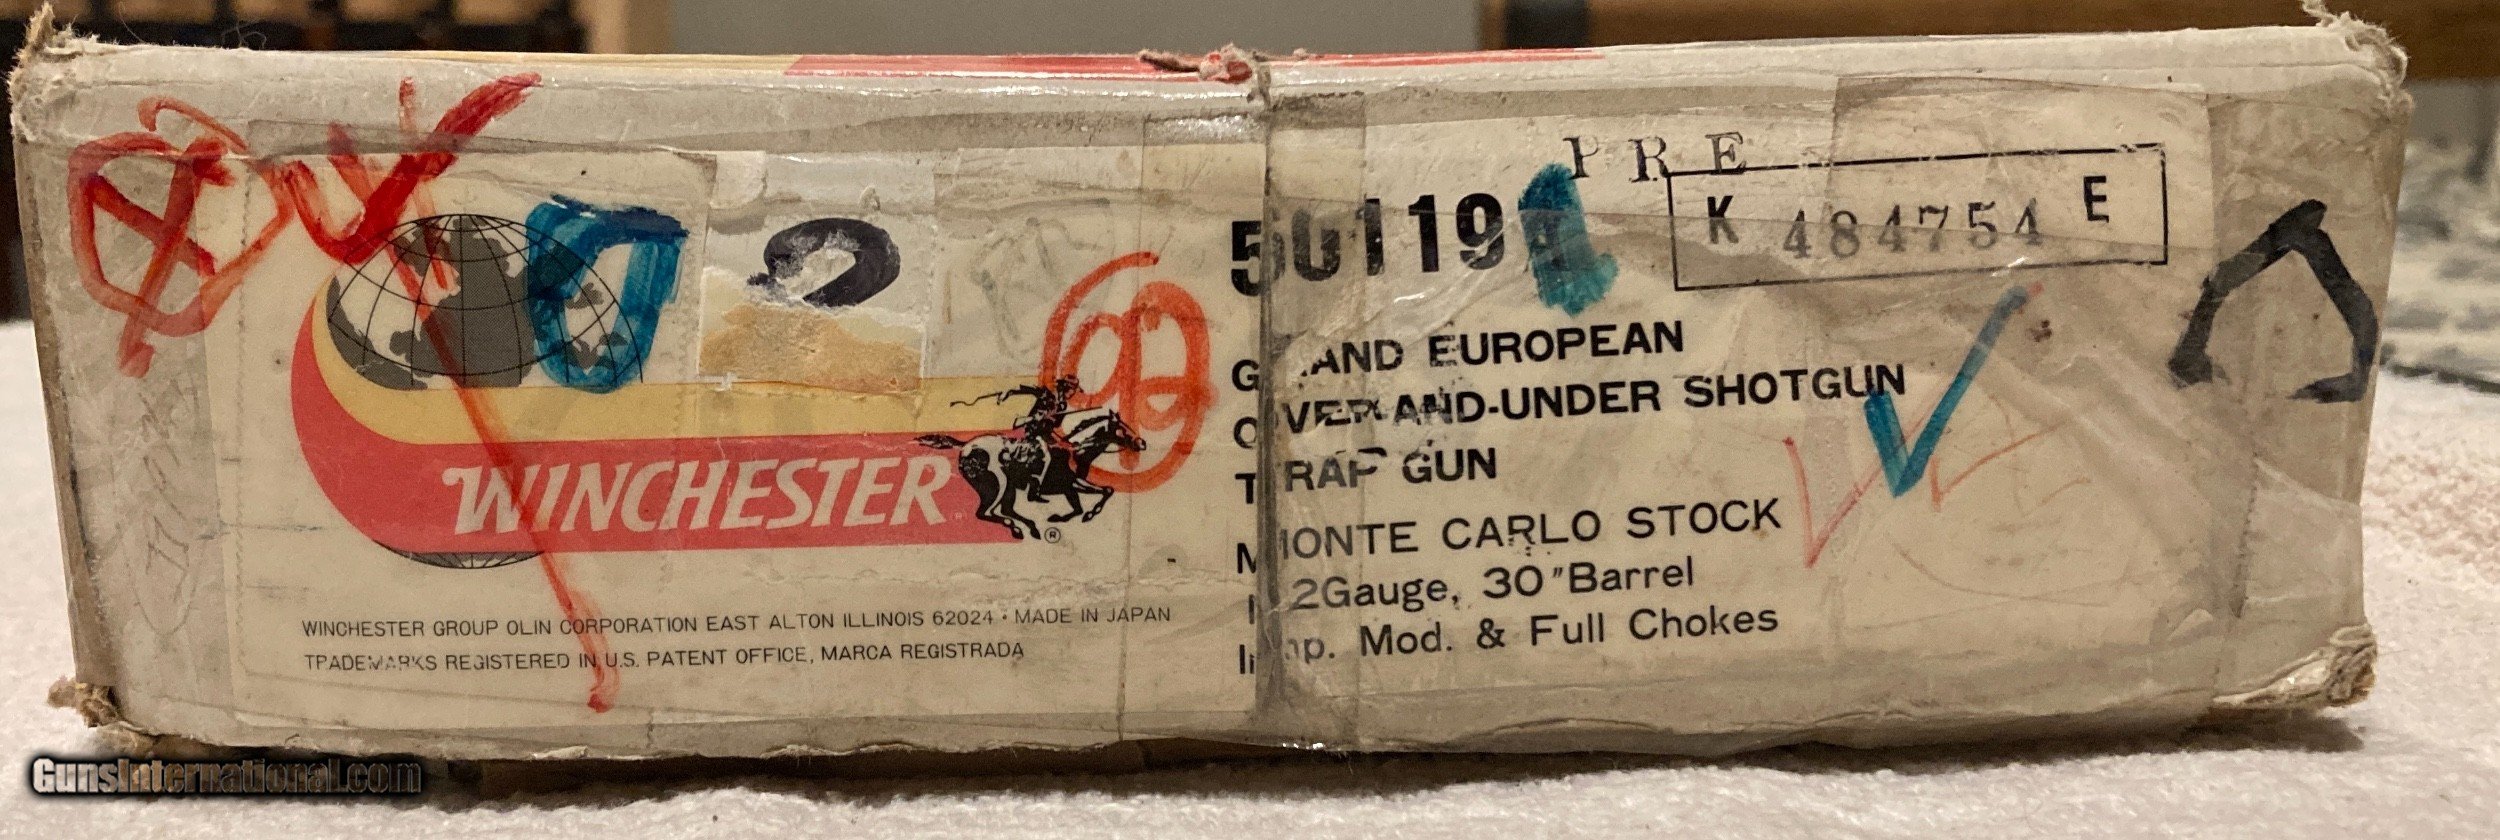 PRE
50119
K 484754 E
GRAND EUROPEAN
OVER-AND-UNDER SHOTGUN
TRAP GUN
MONTE CARLO STOCK
12Gauge, 30"Barrel
Imp. Mod. & Full Chokes
WINCHESTER
®
WINCHESTER GROUP OLIN CORPORATION EAST ALTON ILLINOIS 62024 • MADE IN JAPAN
TRADEMARKS REGISTERED IN U.S. PATENT OFFICE, MARCA REGISTRADA
GunsInternational.com